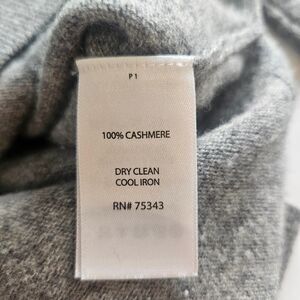 P1
100% CASHMERE
DRY CLEAN
COOL IRON
RN# 75343